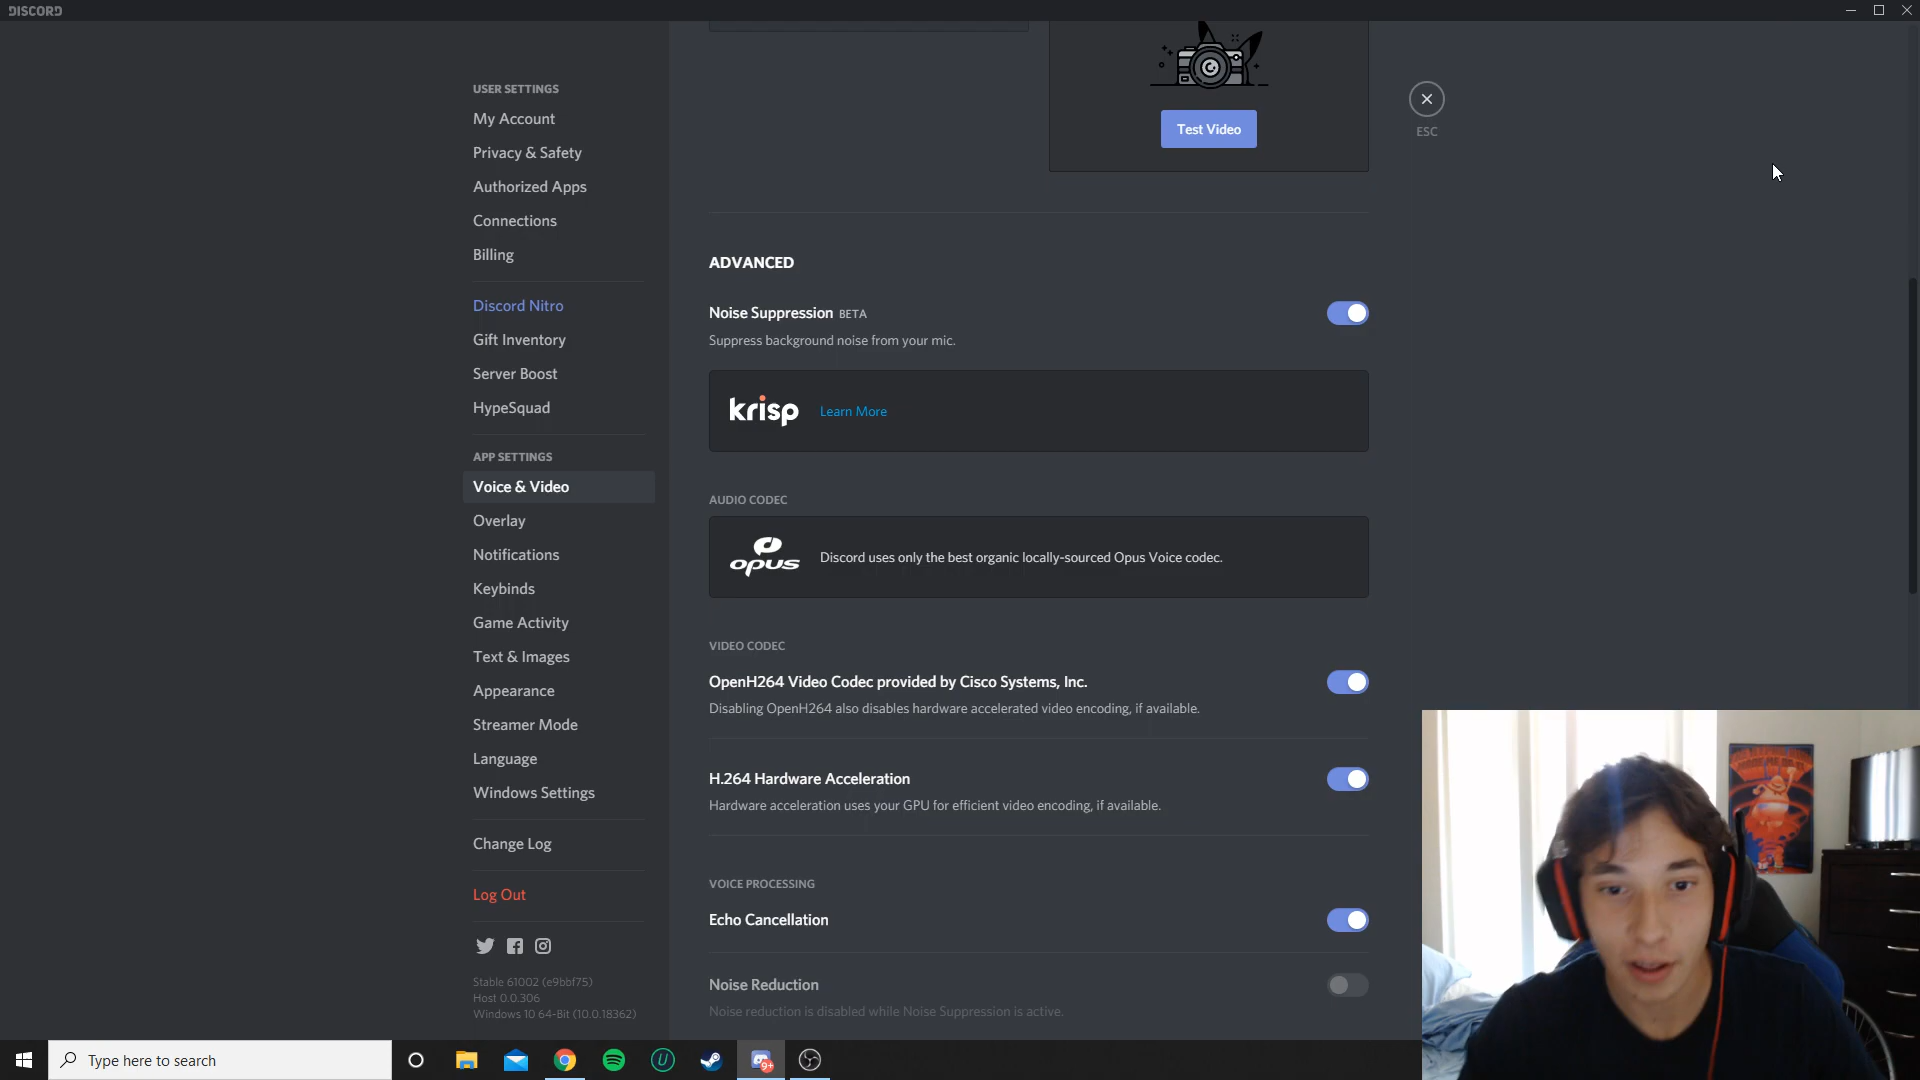 DISCORD
USER SETTINGS
My Account
Privacy & Safety
Authorized Apps
Connections
Billing
Discord Nitro
Gift Inventory
Server Boost
HypeSquad
APP SETTINGS
Voice & Video
Overlay
Notifications
Keybinds
Game Activity
Text & Images
Appearance
Streamer Mode
Language
Windows Settings
Change Log
Log Out
Stable 61002 (e9bbf75)
Host 0.0.306
Windows 10 64-Bit (10.0.18362)
Test Video
ESC
ADVANCED
Noise Suppression BETA
Suppress background noise from your mic.
krisp Learn More
AUDIO CODEC
opus Discord uses only the best organic locally-sourced Opus Voice codec.
VIDEO CODEC
OpenH264 Video Codec provided by Cisco Systems, Inc.
Disabling OpenH264 also disables hardware accelerated video encoding, if available.
H.264 Hardware Acceleration
Hardware acceleration uses your GPU for efficient video encoding, if available.
VOICE PROCESSING
Echo Cancellation
Noise Reduction
Noise reduction is disabled while Noise Suppression is active.
Type here to search
U
9+